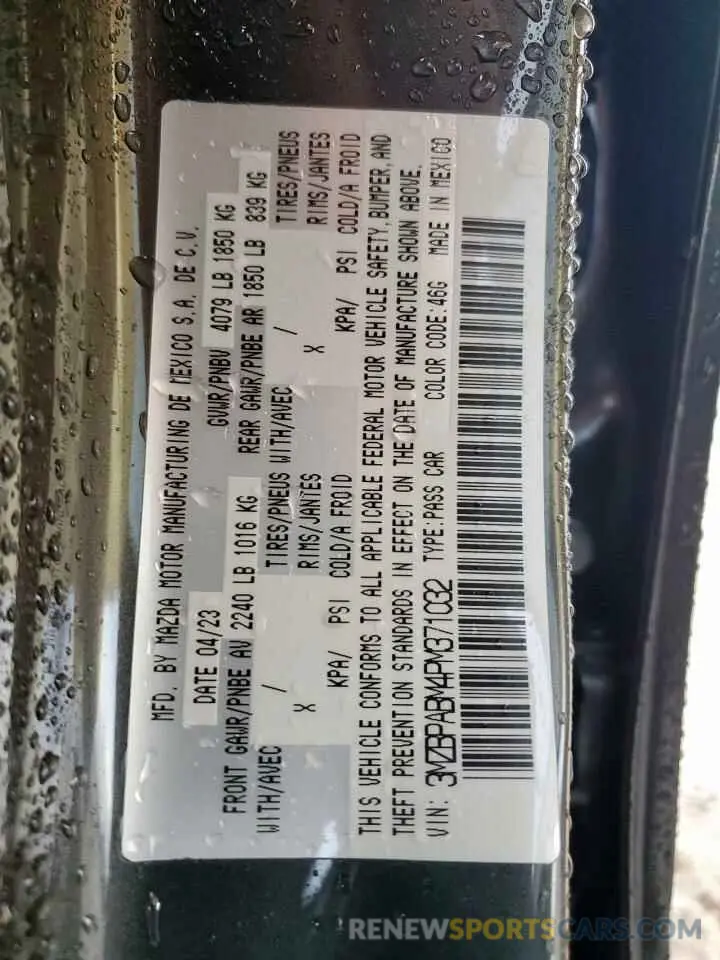 MFD. BY MAZDA MOTOR MANUFACTURING DE MEXICO S.A. DE C.V.
DATE 04/23 GVWR/PNBV 4079 LB 1850 KG
FRONT GAWR/PNBE AV 2240 LB 1016 KG REAR GAWR/PNBE AR 1850 LB 839 KG
WITH/AVEC / TIRES/PNEUS WITH/AVEC / TIRES/PNEUS
X RIMS/JANTES X RIMS/JANTES
KPA/ PSI COLD/A FROID KPA/ PSI COLD/A FROID
THIS VEHICLE CONFORMS TO ALL APPLICABLE FEDERAL MOTOR VEHICLE SAFETY, BUMPER, AND
THEFT PREVENTION STANDARDS IN EFFECT ON THE DATE OF MANUFACTURE SHOWN ABOVE.
VIN: 3MZBPABM4PM371032 TYPE:PASS CAR COLOR CODE:46G MADE IN MEXICO
RENEWSPORTSCARS.COM